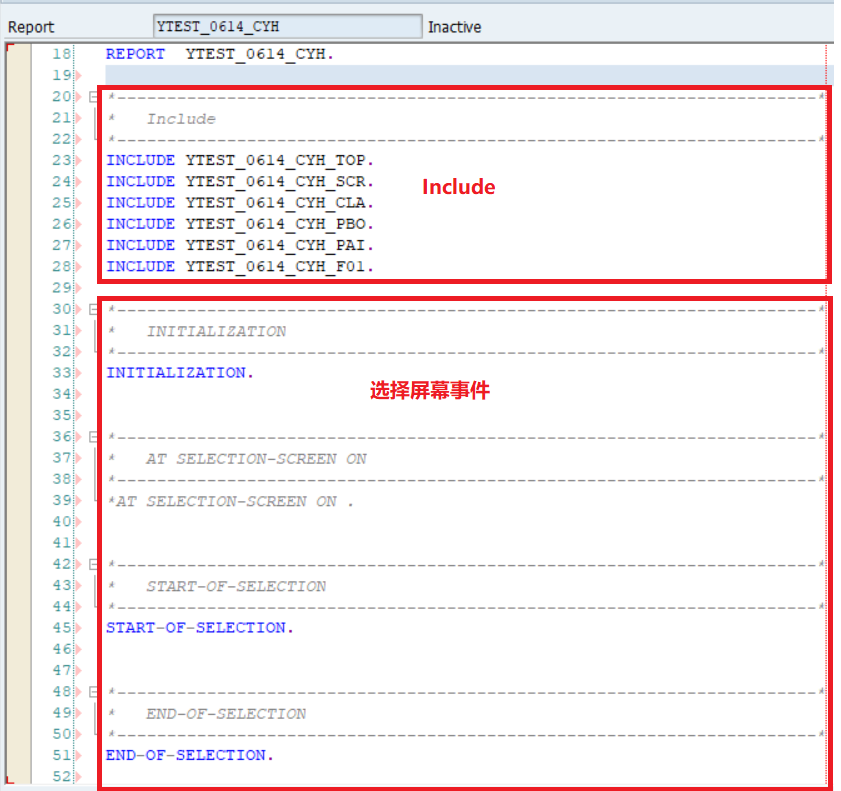 Report YTEST_0614_CYH Inactive
18 REPORT YTEST_0614_CYH.
19
20 *----------------------------------------------------------------------*
21 * Include
22 *----------------------------------------------------------------------*
23 INCLUDE YTEST_0614_CYH_TOP.
24 INCLUDE YTEST_0614_CYH_SCR. Include
25 INCLUDE YTEST_0614_CYH_CLA.
26 INCLUDE YTEST_0614_CYH_PBO.
27 INCLUDE YTEST_0614_CYH_PAI.
28 INCLUDE YTEST_0614_CYH_F01.
29
30 *----------------------------------------------------------------------*
31 * INITIALIZATION
32 *----------------------------------------------------------------------*
33 INITIALIZATION.
34 选择屏幕事件
35
36 *----------------------------------------------------------------------*
37 * AT SELECTION-SCREEN ON
38 *----------------------------------------------------------------------*
39 *AT SELECTION-SCREEN ON .
40
41
42 *----------------------------------------------------------------------*
43 * START-OF-SELECTION
44 *----------------------------------------------------------------------*
45 START-OF-SELECTION.
46
47
48 *----------------------------------------------------------------------*
49 * END-OF-SELECTION
50 *----------------------------------------------------------------------*
51 END-OF-SELECTION.
52